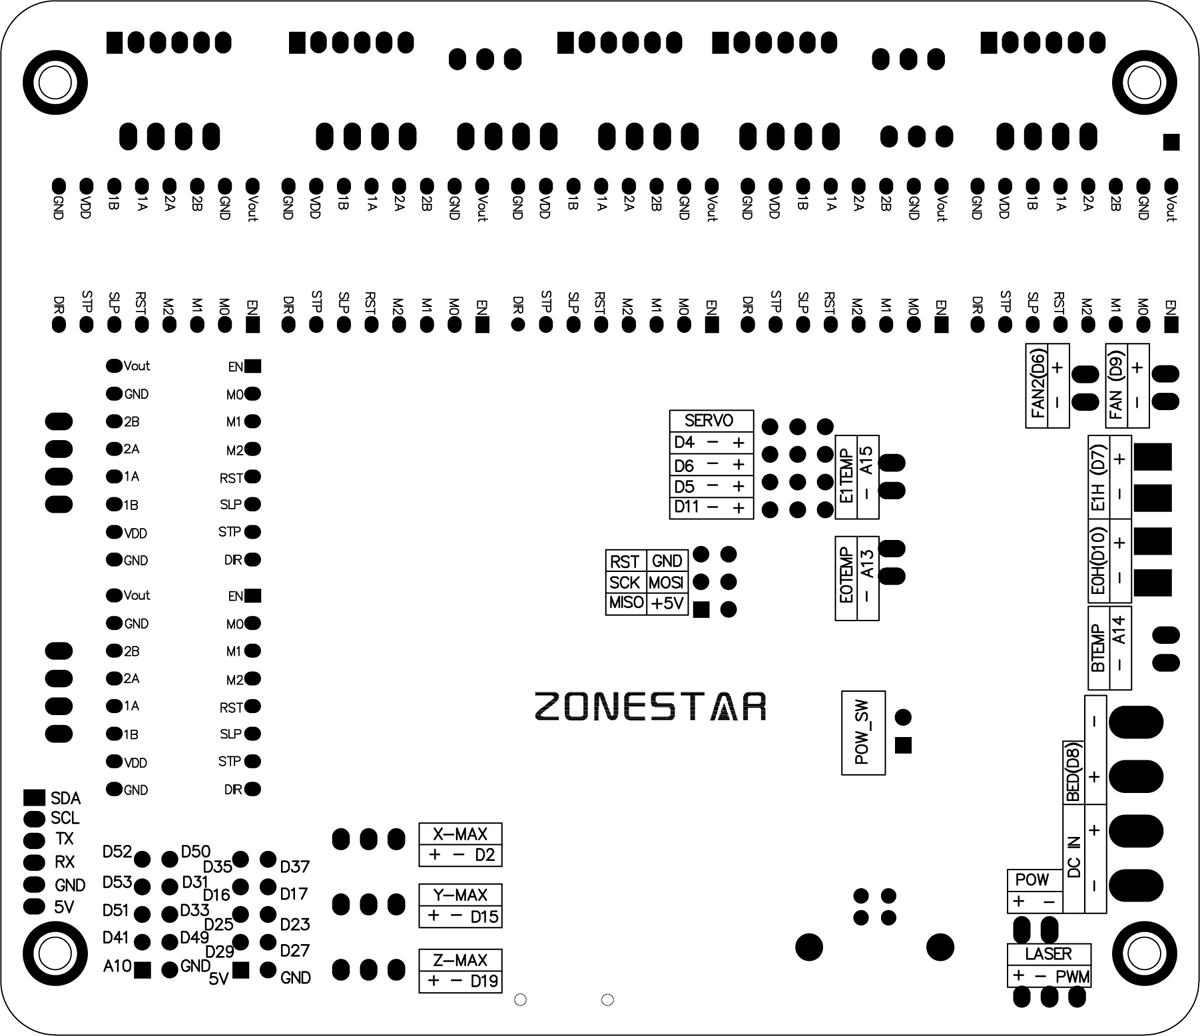 GND VDD 1B 1A 2A 2B GND Vout GND VDD 1B 1A 2A 2B GND Vout GND VDD 1B 1A 2A 2B GND Vout GND VDD 1B 1A 2A 2B GND Vout GND VDD 1B 1A 2A 2B GND Vout
DIR STP SLP RST M2 M1 M0 EN DIR STP SLP RST M2 M1 M0 EN DIR STP SLP RST M2 M1 M0 EN DIR STP SLP RST M2 M1 M0 EN DIR STP SLP RST M2 M1 M0 EN
Vout EN
GND M0
2B M1
2A M2
1A RST
1B SLP
VDD STP
GND DIR
Vout EN
GND M0
2B M1
2A M2
1A RST
1B SLP
VDD STP
GND DIR
FAN2(D6)
- +
FAN (D9)
- +
SERVO
D4 - +
D6 - +
D5 - +
D11 - +
E1TEMP
- A15
E1H (D7)
- +
RST GND
SCK MOSI
MISO +5V
E0TEMP
- A13
E0H(D10)
- +
BTEMP
- A14
ZONESTAR
POW_SW
BED(D8)
+ -
DC IN
- +
SDA
SCL
TX
RX
GND
5V
D52 D50 D35 D37
D53 D31 D16 D17
D51 D33 D25 D23
D41 D49 D29 D27
A10 GND 5V GND
X-MAX
+ - D2
Y-MAX
+ - D15
Z-MAX
+ - D19
POW
+ -
LASER
+ - PWM